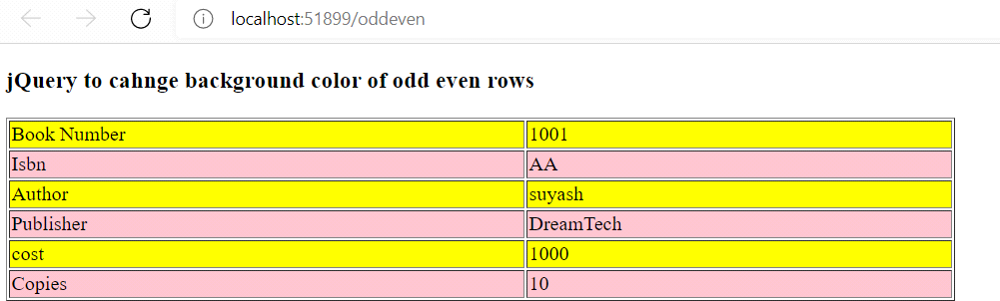 localhost:51899/oddeven
jQuery to cahnge background color of odd even rows
Book Number 1001
Isbn AA
Author suyash
Publisher DreamTech
cost 1000
Copies 10